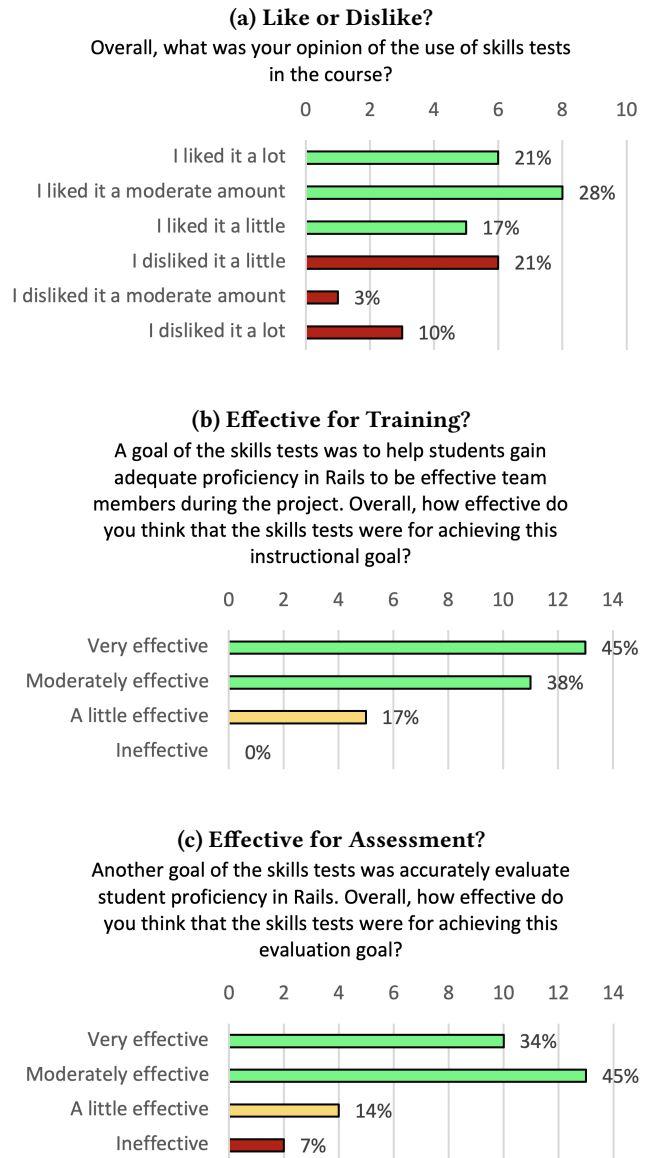 (a) Like or Dislike?
Overall, what was your opinion of the use of skills tests
in the course?
0 2 4 6 8 10
I liked it a lot 21%
I liked it a moderate amount 28%
I liked it a little 17%
I disliked it a little 21%
I disliked it a moderate amount 3%
I disliked it a lot 10%
(b) Effective for Training?
A goal of the skills tests was to help students gain
adequate proficiency in Rails to be effective team
members during the project. Overall, how effective do
you think that the skills tests were for achieving this
instructional goal?
0 2 4 6 8 10 12 14
Very effective 45%
Moderately effective 38%
A little effective 17%
Ineffective 0%
(c) Effective for Assessment?
Another goal of the skills tests was accurately evaluate
student proficiency in Rails. Overall, how effective do
you think that the skills tests were for achieving this
evaluation goal?
0 2 4 6 8 10 12 14
Very effective 34%
Moderately effective 45%
A little effective 14%
Ineffective 7%